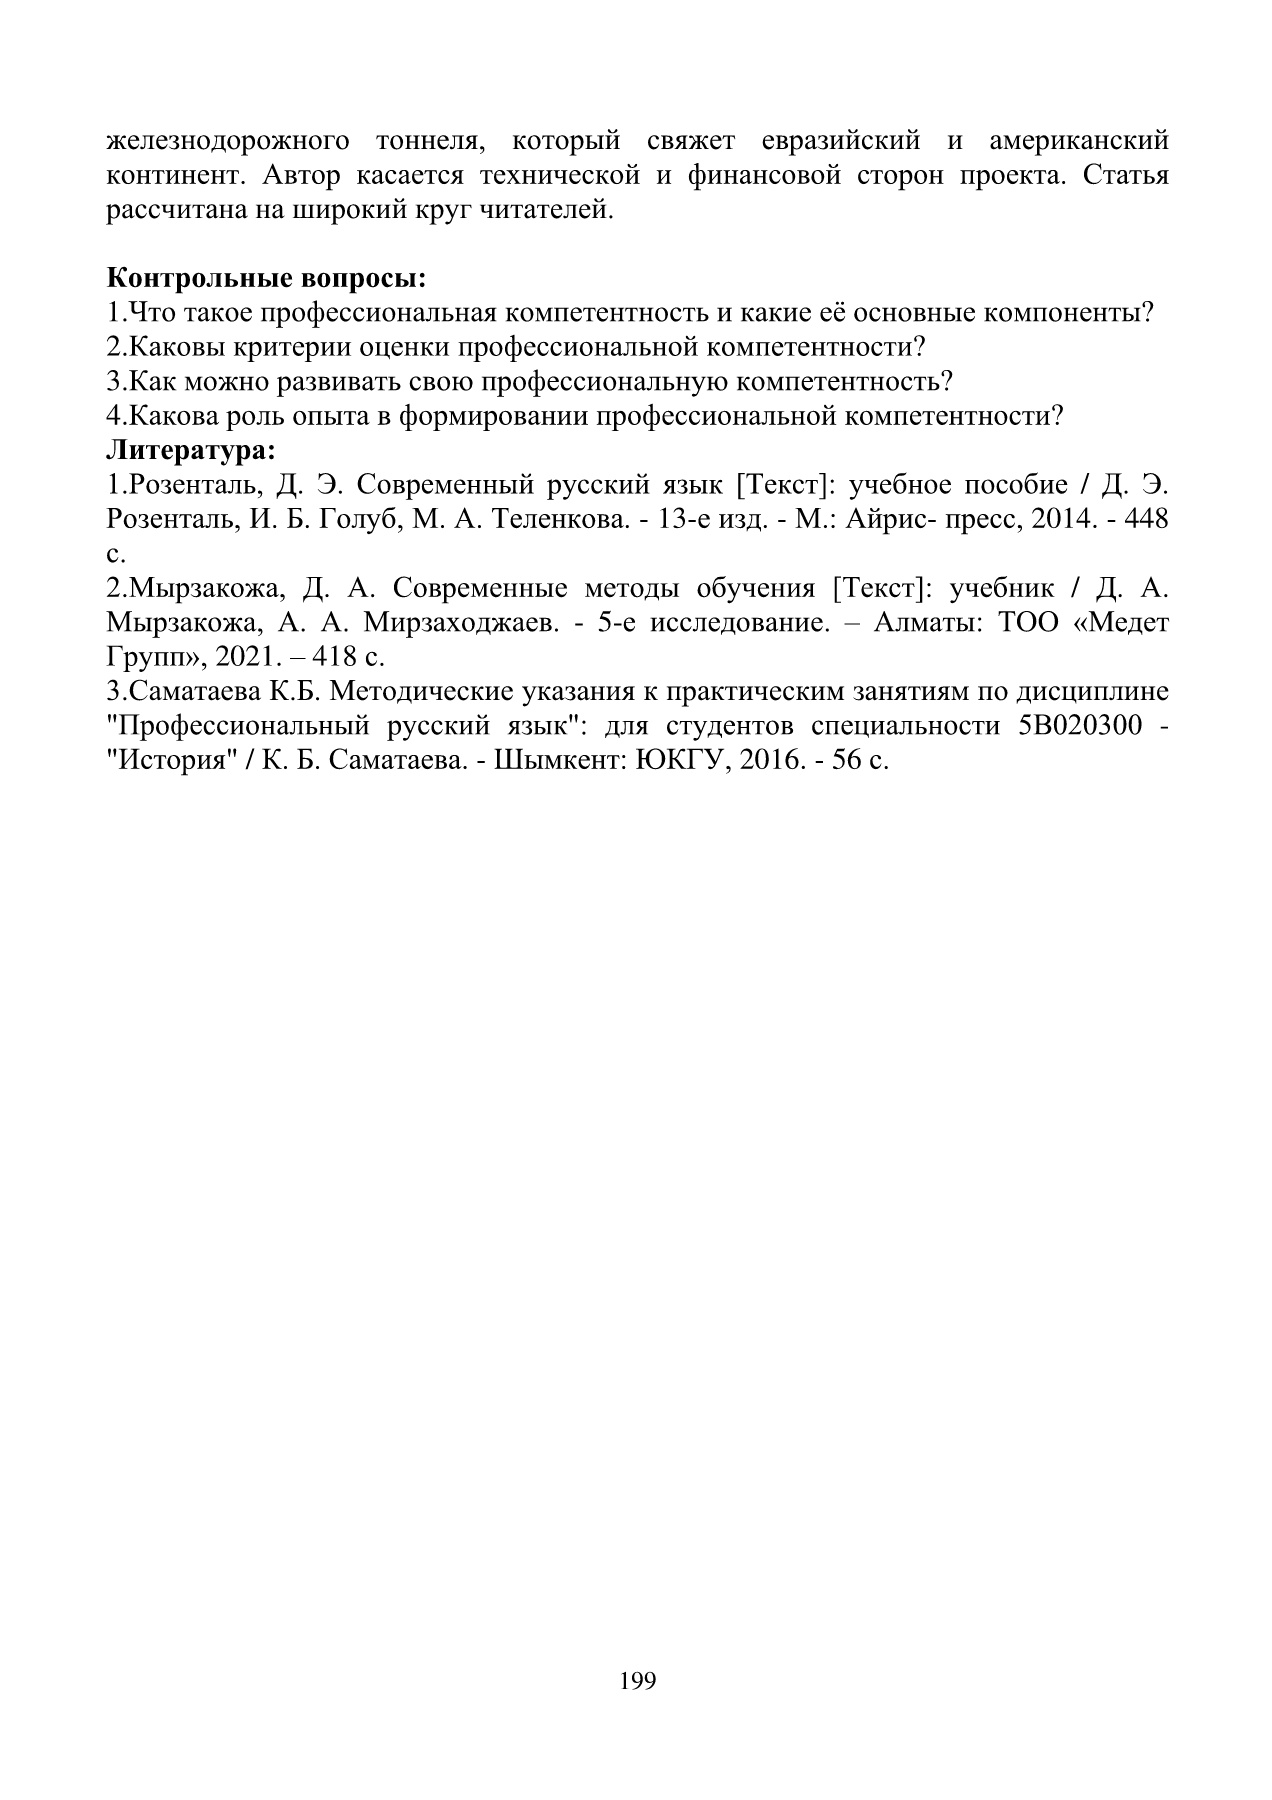 железнодорожного тоннеля, который свяжет евразийский и американский
континент. Автор касается технической и финансовой сторон проекта. Статья
рассчитана на широкий круг читателей.
Контрольные вопросы:
1.Что такое профессиональная компетентность и какие её основные компоненты?
2.Каковы критерии оценки профессиональной компетентности?
3.Как можно развивать свою профессиональную компетентность?
4.Какова роль опыта в формировании профессиональной компетентности?
Литература:
1.Розенталь, Д. Э. Современный русский язык [Текст]: учебное пособие / Д. Э.
Розенталь, И. Б. Голуб, М. А. Теленкова. - 13-е изд. - М.: Айрис- пресс, 2014. - 448
с.
2.Мырзакожа, Д. А. Современные методы обучения [Текст]: учебник / Д. А.
Мырзакожа, А. А. Мирзаходжаев. - 5-е исследование. – Алматы: ТОО «Медет
Групп», 2021. – 418 с.
3.Саматаева К.Б. Методические указания к практическим занятиям по дисциплине
"Профессиональный русский язык": для студентов специальности 5В020300 -
"История" / К. Б. Саматаева. - Шымкент: ЮКГУ, 2016. - 56 с.
199